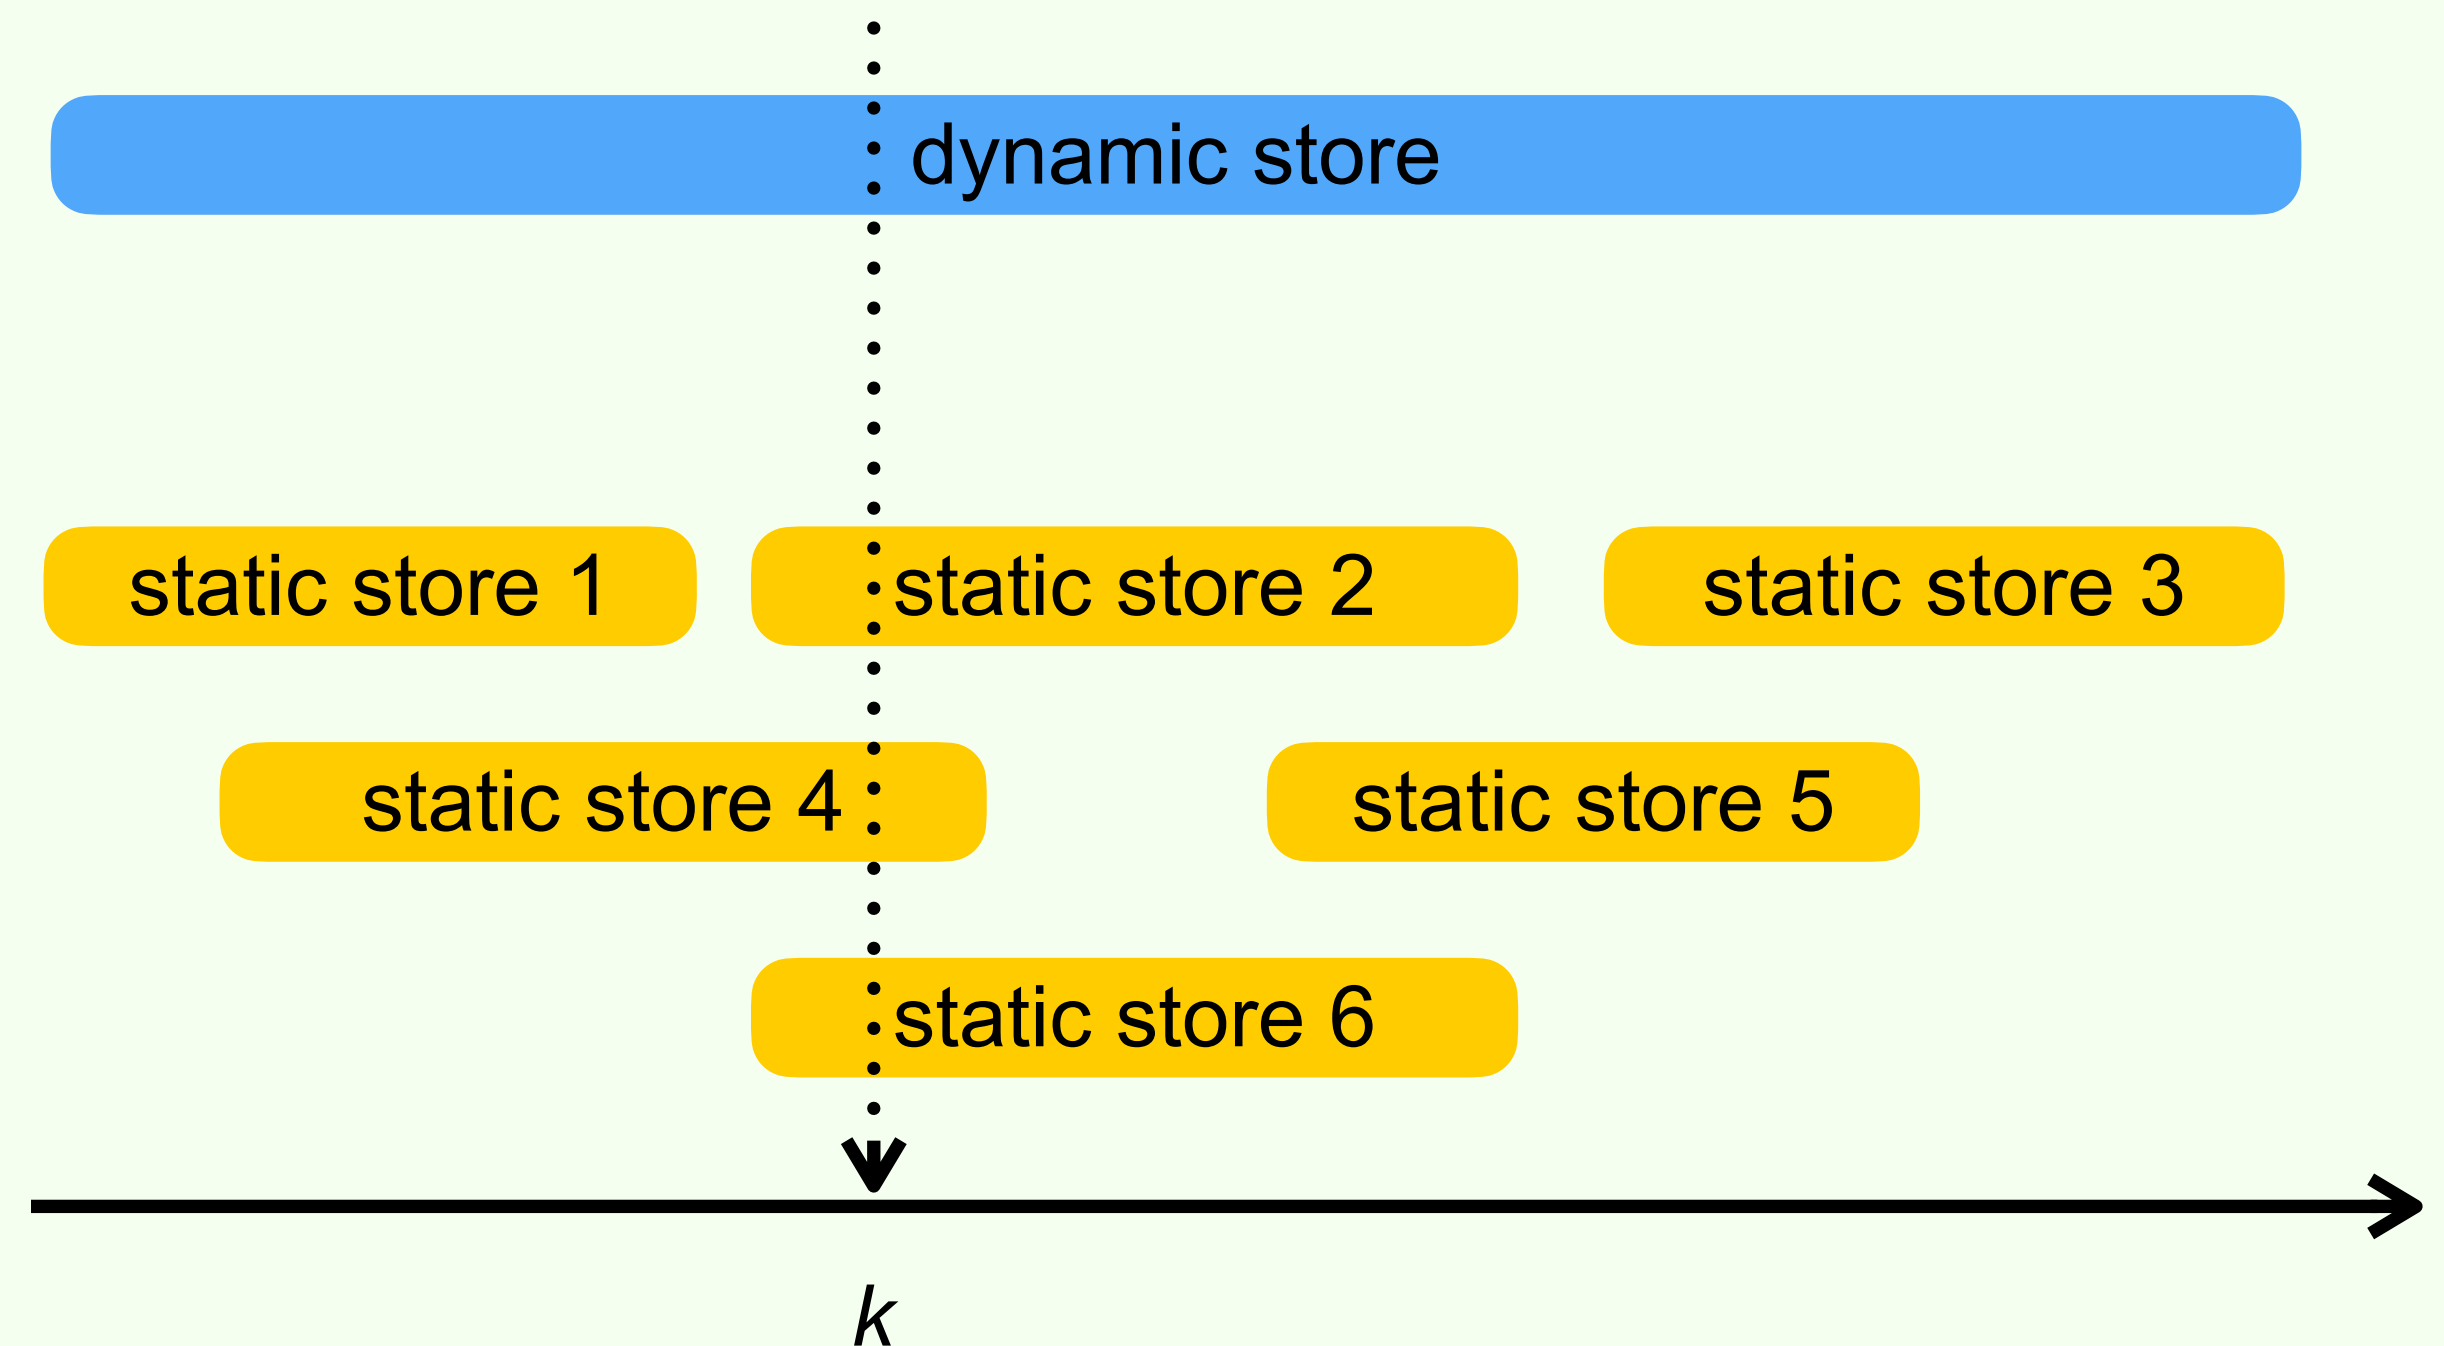 dynamic store
static store 1
static store 2
static store 3
static store 4
static store 5
static store 6
k